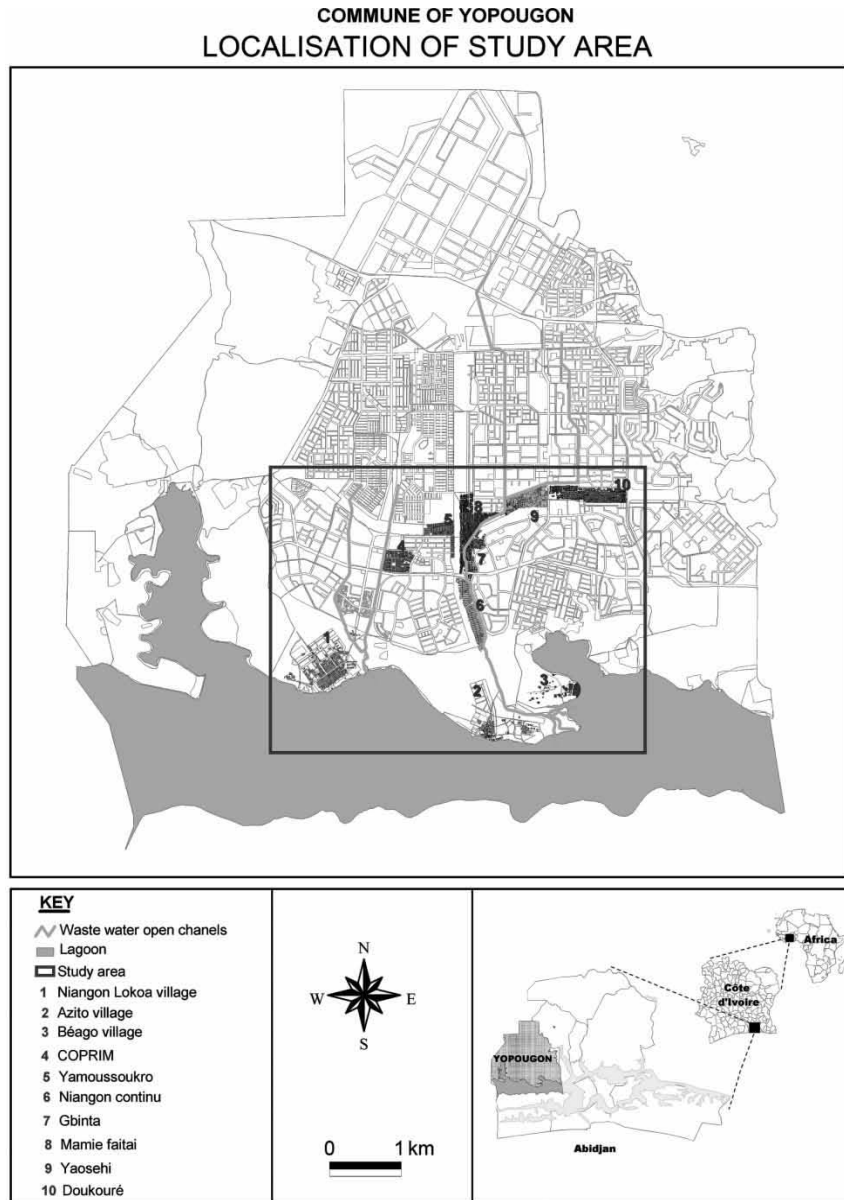 COMMUNE OF YOPOUGON
LOCALISATION OF STUDY AREA
10
8
9
5
4
7
6
1
2
3
KEY
Waste water open chanels
Lagoon
Study area
1 Niangon Lokoa village
2 Azito village
3 Béago village
4 COPRIM
5 Yamoussoukro
6 Niangon continu
7 Gbinta
8 Mamie faitai
9 Yaosehi
10 Doukouré
N
W E
S
0 1 km
Africa
Côte
d'Ivoire
YOPOUGON
Abidjan